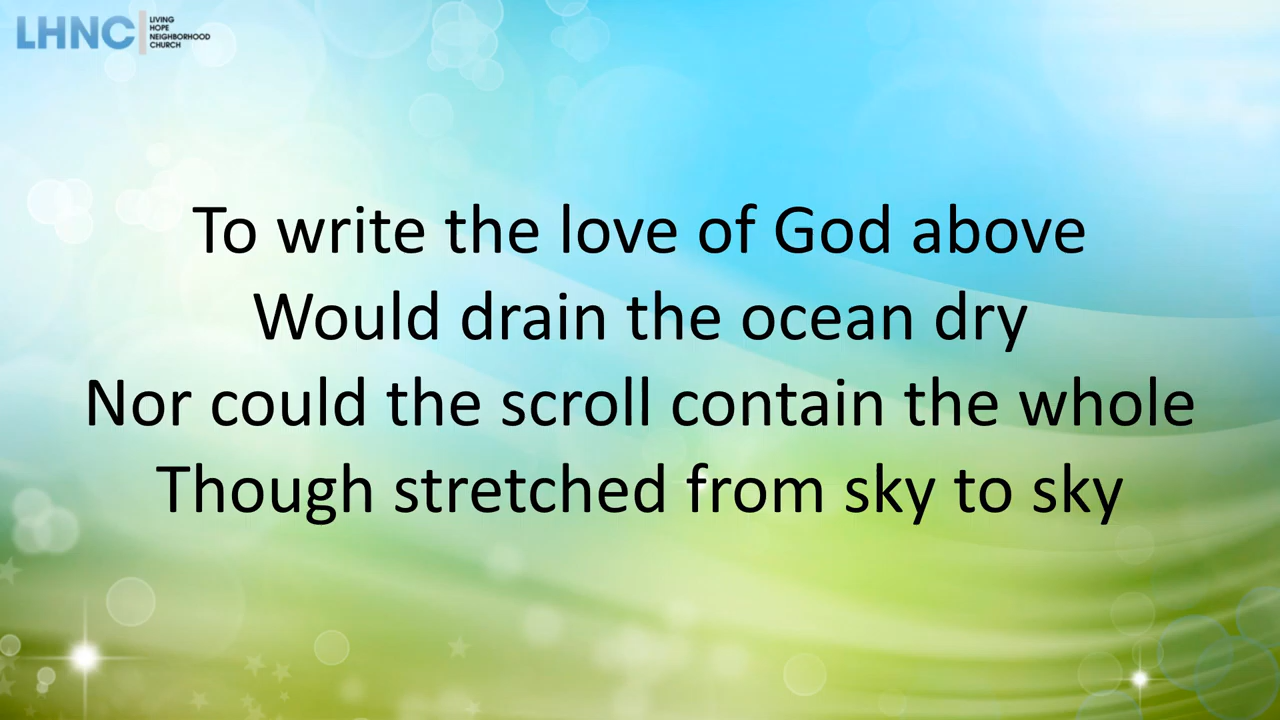 LHNC
LIVING
HOPE
NEIGHBORHOOD
CHURCH
To write the love of God above
Would drain the ocean dry
Nor could the scroll contain the whole
Though stretched from sky to sky